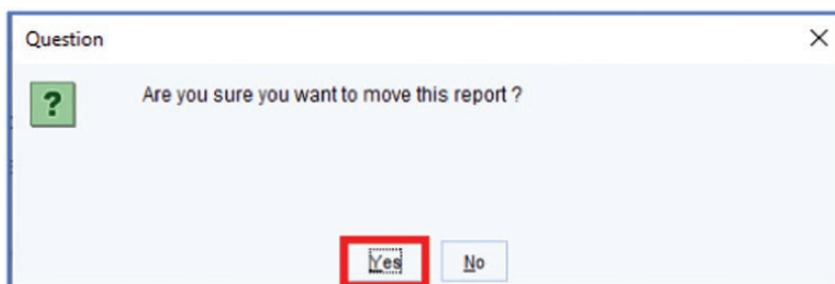 Question
? Are you sure you want to move this report ?
Yes No